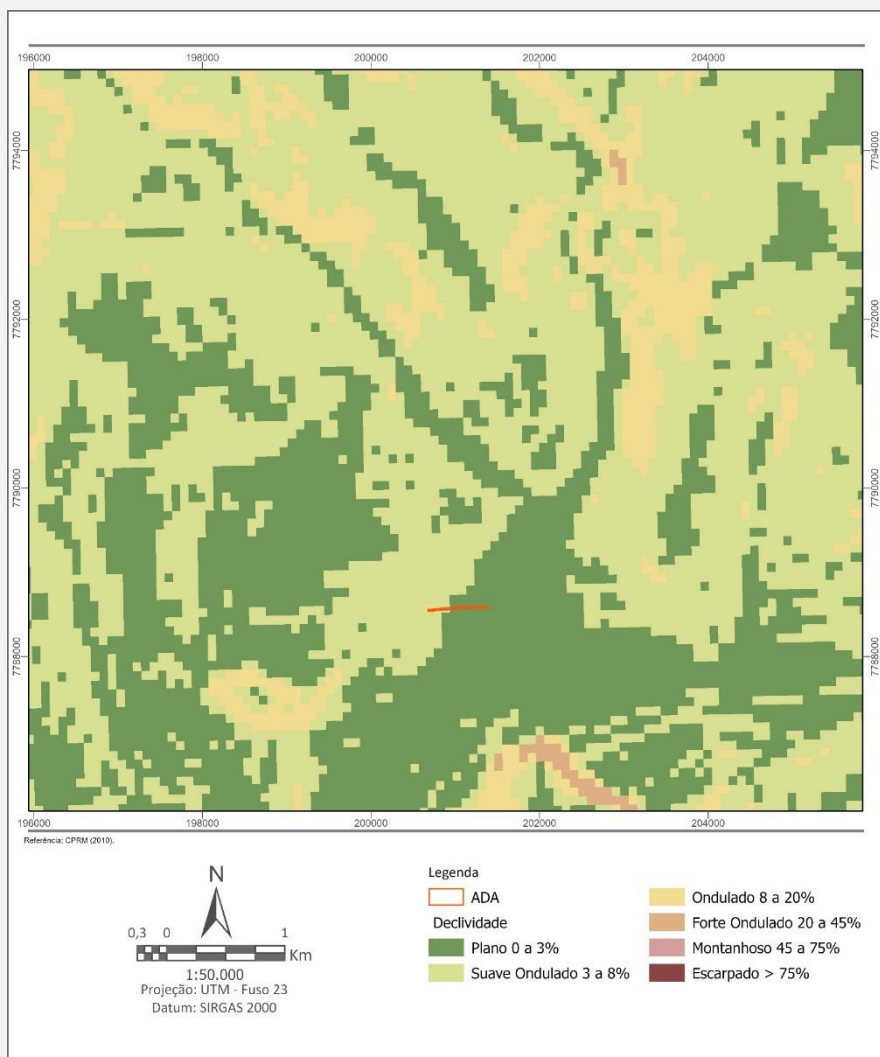 196000 198000 200000 202000 204000
7794000 7794000
7792000 7792000
7790000 7790000
7788000 7788000
196000 198000 200000 202000 204000
Referência: CPRM (2010).
N
0,3 0 1
Km
1:50.000
Projeção: UTM - Fuso 23
Datum: SIRGAS 2000
Legenda
ADA
Declividade
Plano 0 a 3%
Suave Ondulado 3 a 8%
Ondulado 8 a 20%
Forte Ondulado 20 a 45%
Montanhoso 45 a 75%
Escarpado > 75%